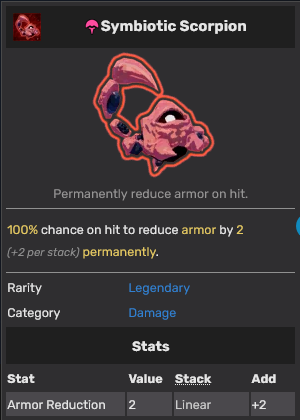 Symbiotic Scorpion
Permanently reduce armor on hit.
100% chance on hit to reduce armor by 2
(+2 per stack) permanently.
Rarity Legendary
Category Damage
Stats
Stat Value Stack Add
Armor Reduction 2 Linear +2